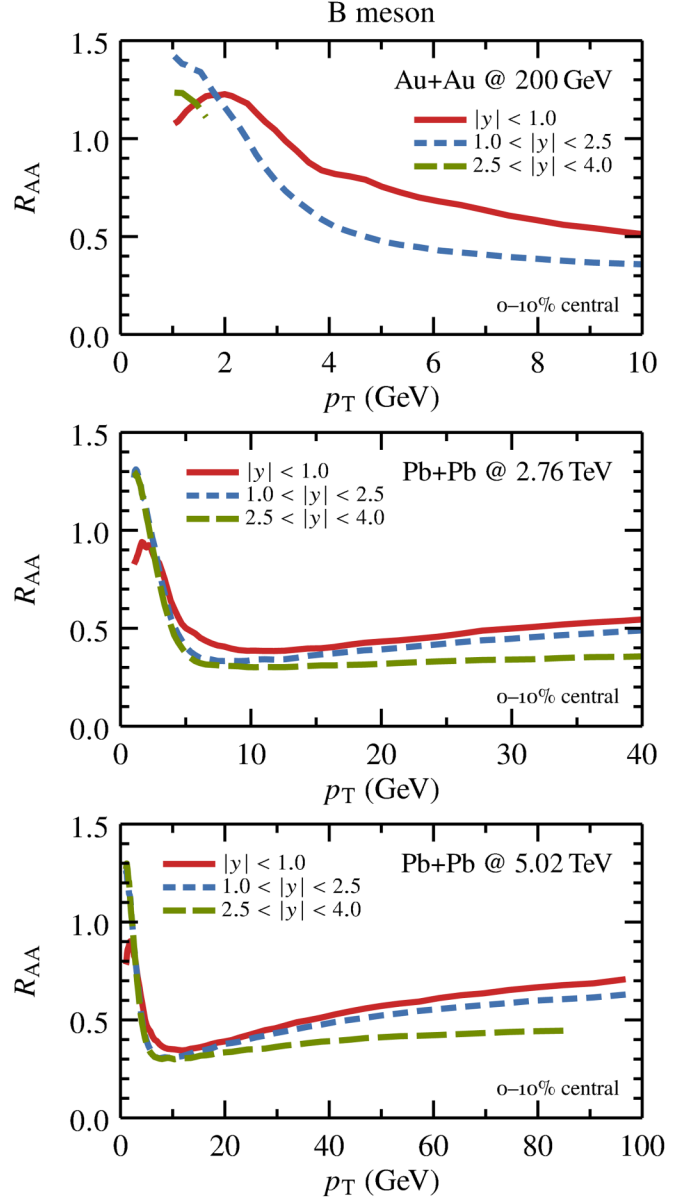 B meson
1.5
1.0
0.5
0.0
R_AA
Au+Au @ 200 GeV
|y| < 1.0
1.0 < |y| < 2.5
2.5 < |y| < 4.0
0–10% central
0 2 4 6 8 10
p_T (GeV)
1.5
1.0
0.5
0.0
R_AA
Pb+Pb @ 2.76 TeV
|y| < 1.0
1.0 < |y| < 2.5
2.5 < |y| < 4.0
0–10% central
0 10 20 30 40
p_T (GeV)
1.5
1.0
0.5
0.0
R_AA
Pb+Pb @ 5.02 TeV
|y| < 1.0
1.0 < |y| < 2.5
2.5 < |y| < 4.0
0–10% central
0 20 40 60 80 100
p_T (GeV)